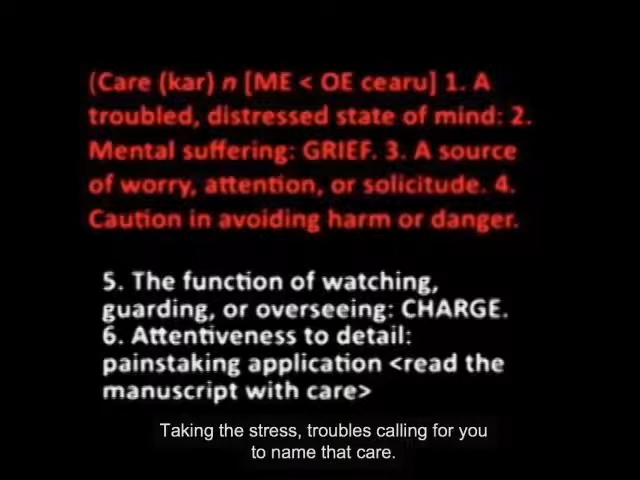 (Care (kar) n [ME < OE cearu] 1. A
troubled, distressed state of mind: 2.
Mental suffering: GRIEF. 3. A source
of worry, attention, or solicitude. 4.
Caution in avoiding harm or danger.
5. The function of watching,
guarding, or overseeing: CHARGE.
6. Attentiveness to detail:
painstaking application <read the
manuscript with care>
Taking the stress, troubles calling for you
to name that care.